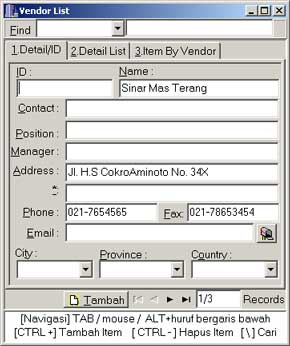 Vendor List
Find
1.Detail/ID 2.Detail List 3.Item By Vendor
ID : Name :
Sinar Mas Terang
Contact :
Position :
Manager :
Address : Jl. H.S CokroAminoto No. 34X
Phone : 021-7654565 Fax: 021-78653454
Email :
City : Province : Country :
Tambah 1/3 Records
[Navigasi] TAB / mouse / ALT+huruf bergaris bawah
[CTRL +] Tambah Item [ CTRL - ] Hapus Item [ \ ] Cari